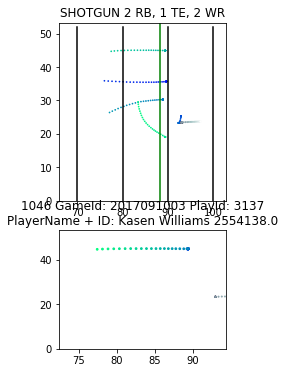 SHOTGUN 2 RB, 1 TE, 2 WR
50
40
30
20
10
0
70 80 90 100
1046 GameId: 2017091003 PlayId: 3137
PlayerName + ID: Kasen Williams 2554138.0
40
20
0
75 80 85 90